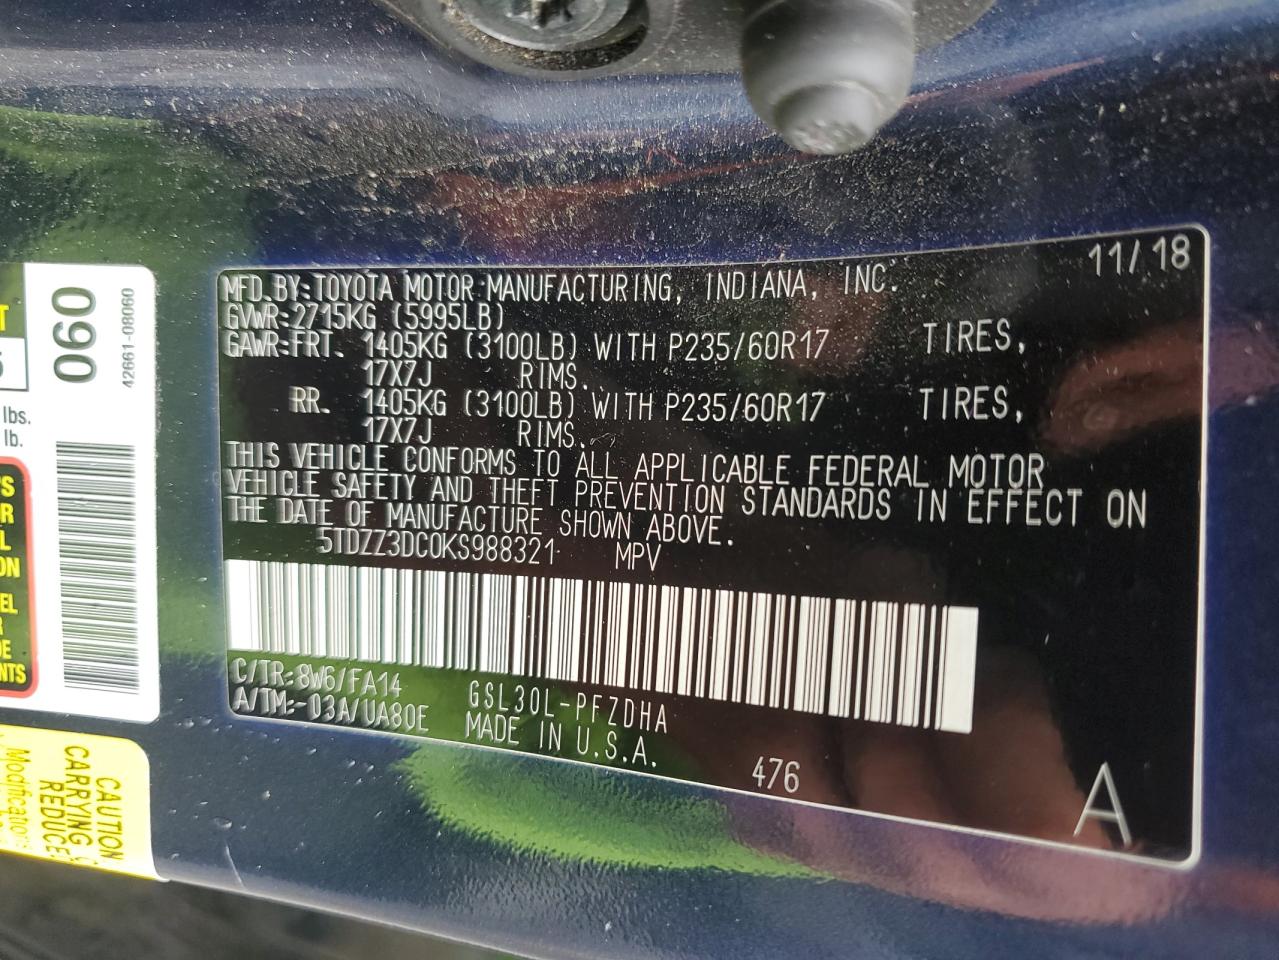 11/18
MFD.BY:TOYOTA MOTOR MANUFACTURING, INDIANA, INC.
GVWR:2715KG (5995LB)
GAWR:FRT. 1405KG (3100LB) WITH P235/60R17 TIRES,
17X7J RIMS.
RR. 1405KG (3100LB) WITH P235/60R17 TIRES,
17X7J RIMS.
THIS VEHICLE CONFORMS TO ALL APPLICABLE FEDERAL MOTOR
VEHICLE SAFETY AND THEFT PREVENTION STANDARDS IN EFFECT ON
THE DATE OF MANUFACTURE SHOWN ABOVE.
5TDZZ3DC0KS988321 MPV
C/TR:8W6/FA14 GSL30L-PFZDHA
A/TM:-03A/UA80E MADE IN U.S.A.
476
A
060
42661-08060
lbs.
lb.
CAUTION:
CARRYING
REDUCE